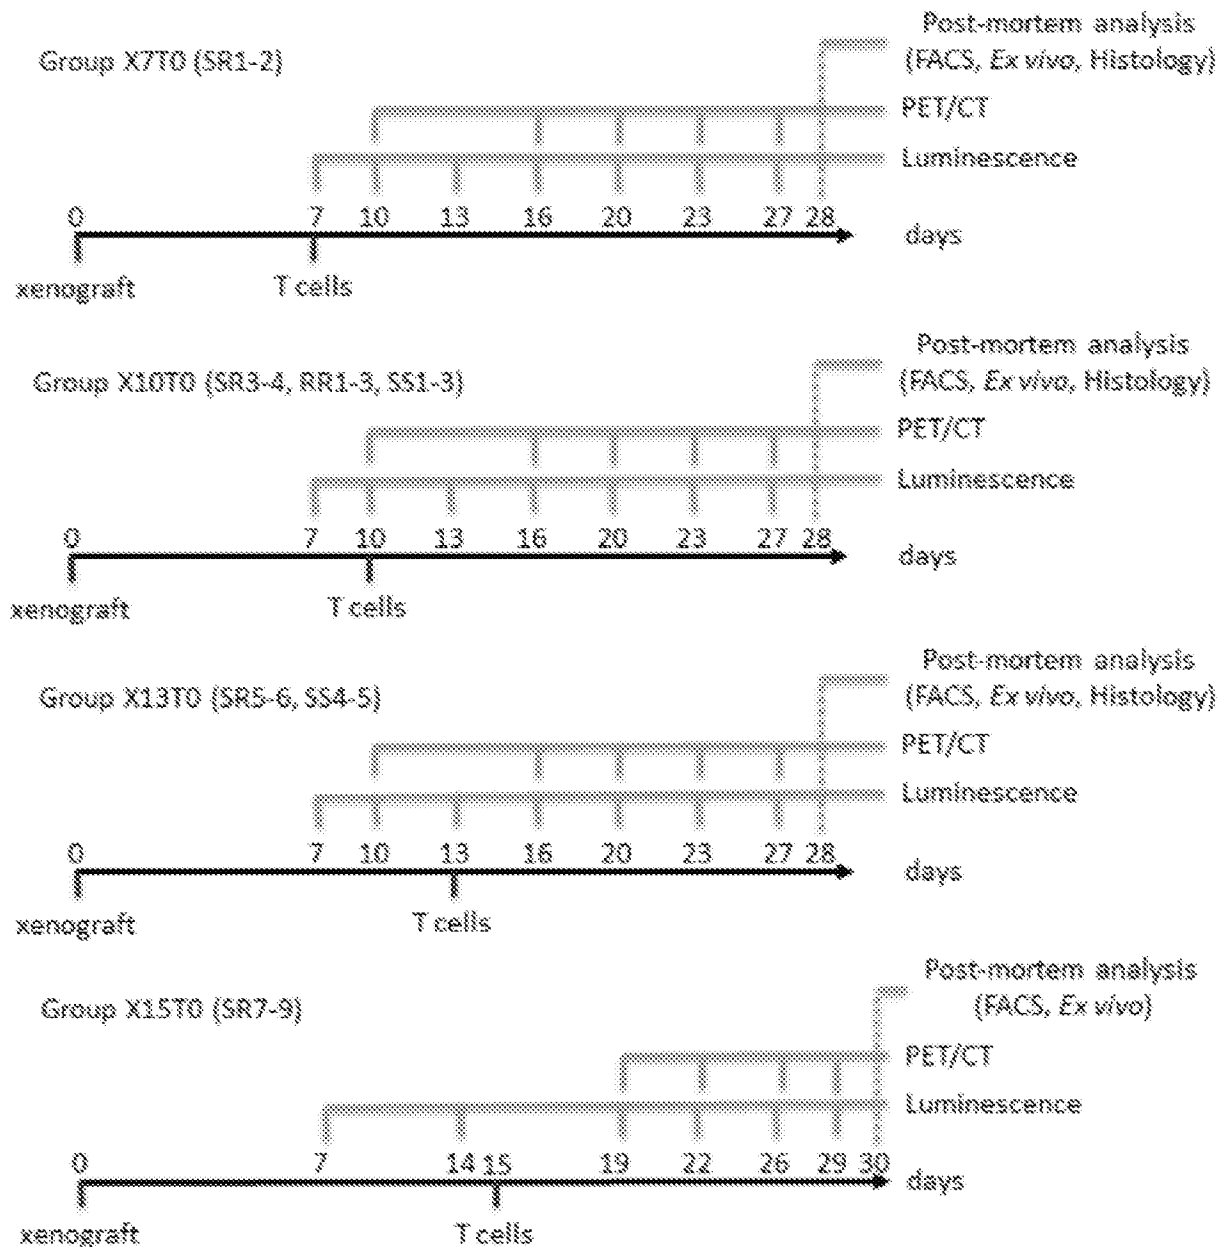 Post-mortem analysis
Group X7T0 (SR1-2)
(FACS, Ex vivo, Histology)
PET/CT
Luminescence
0 7 10 13 16 20 23 27 28
days
xenograft T cells
Post-mortem analysis
Group X10T0 (SR3-4, RR1-3, SS1-3)
(FACS, Ex vivo, Histology)
PET/CT
Luminescence
0 7 10 13 16 20 23 27 28
days
xenograft T cells
Post-mortem analysis
Group X13T0 (SR5-6, SS4-5)
(FACS, Ex vivo, Histology)
PET/CT
Luminescence
0 7 10 13 16 20 23 27 28
days
xenograft T cells
Post-mortem analysis
Group X15T0 (SR7-9)
(FACS, Ex vivo)
PET/CT
Luminescence
0 7 14 15 19 22 26 29 30
days
xenograft T cells